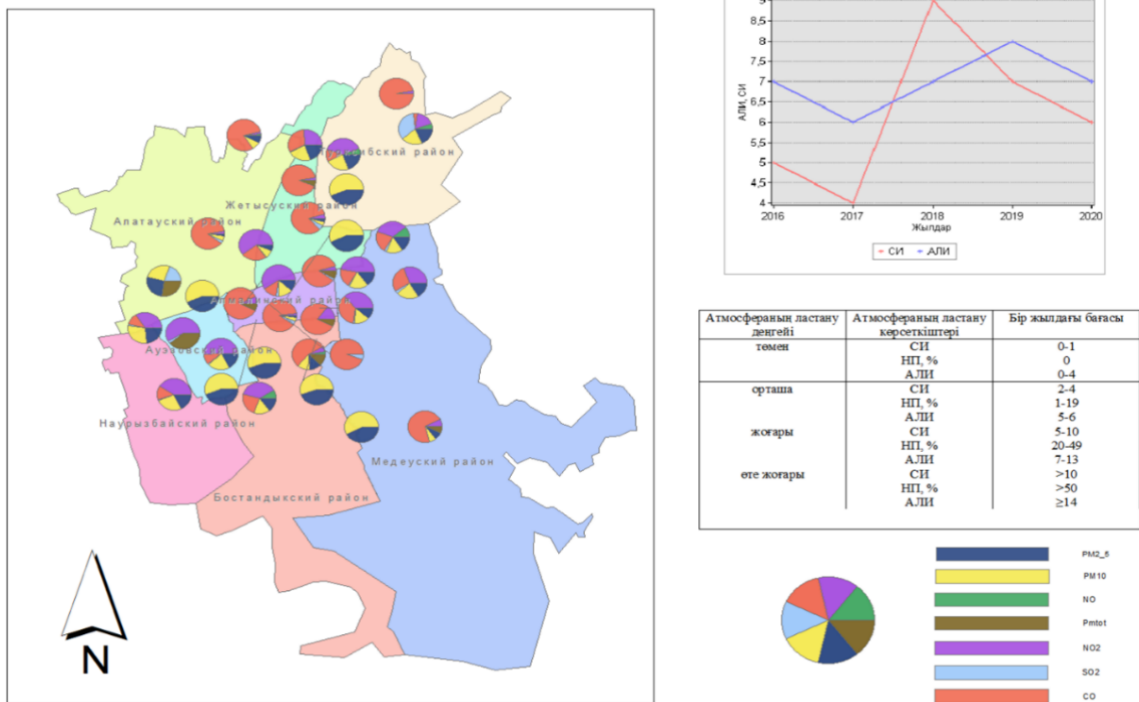 Турксибский район
Жетысуский район
Алатауский район
Алмалинский район
Ауэзовский район
Наурызбайский район
Медеуский район
Бостандыкский район
N
9
8,5
8
7,5
7
6,5
6
5,5
5
4,5
4
АЛИ, СИ
2016 2017 2018 2019 2020
Жылдар
СИ АЛИ
Атмосфераның ластану деңгейі
Атмосфераның ластану көрсеткіштері
Бір жылдағы бағасы
төмен СИ 0-1
НП, % 0
АЛИ 0-4
орташа СИ 2-4
НП, % 1-19
АЛИ 5-6
жоғары СИ 5-10
НП, % 20-49
АЛИ 7-13
өте жоғары СИ >10
НП, % >50
АЛИ ≥14
PM2_5
PM10
NO
Pmtot
NO2
SO2
CO